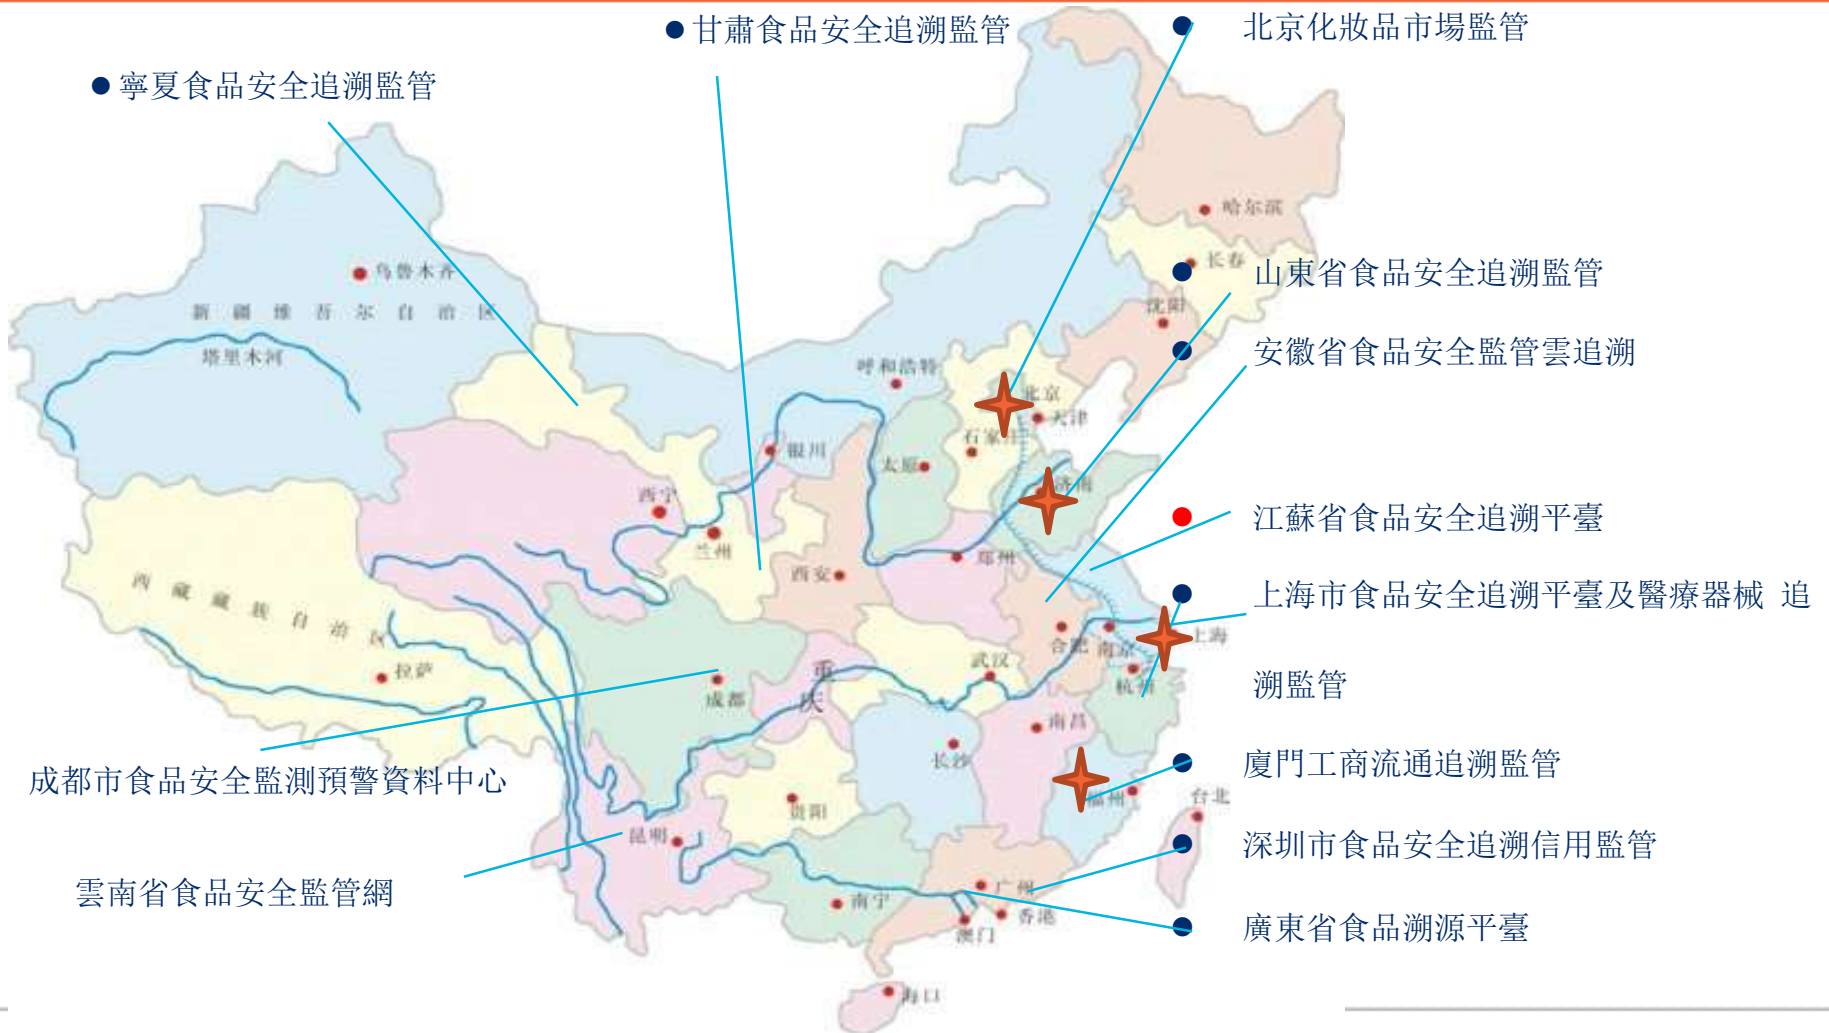 甘肅食品安全追溯監管
北京化妝品市場監管
寧夏食品安全追溯監管
哈尔滨
长春
山東省食品安全追溯監管
乌鲁木齐
沈阳
新疆维吾尔自治区
安徽省食品安全監管雲追溯
塔里木河
呼和浩特
北京
天津
石家庄
银川
太原
济南
西宁
江蘇省食品安全追溯平臺
兰州
郑州
西安
西藏藏族自治区
上海市食品安全追溯平臺及醫療器械 追
上海
合肥
南京
武汉
拉萨
重庆
成都
杭州
溯監管
南昌
长沙
廈門工商流通追溯監管
成都市食品安全監測預警資料中心
福州
台北
贵阳
昆明
深圳市食品安全追溯信用監管
雲南省食品安全監管網
广州
南宁
香港
澳门
廣東省食品溯源平臺
海口